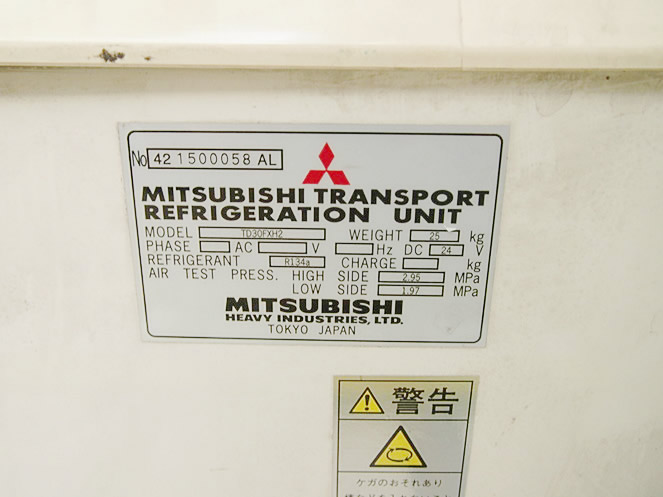 No 42 1500058 AL
MITSUBISHI TRANSPORT
REFRIGERATION UNIT
MODEL TD30FXH2 WEIGHT 25 kg
PHASE AC V Hz DC 24 V
REFRIGERANT R134a CHARGE kg
AIR TEST PRESS. HIGH SIDE 2.95 MPa
LOW SIDE 1.97 MPa
MITSUBISHI
HEAVY INDUSTRIES, LTD.
TOKYO JAPAN
警告
ケガのおそれあり